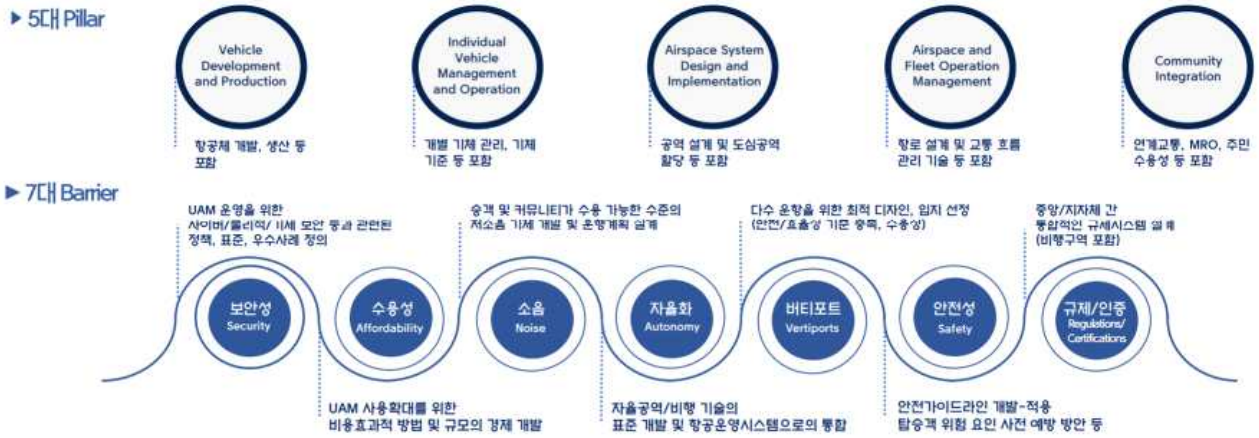 ▶ 5대 Pillar
Vehicle
Development
and Production
Individual
Vehicle
Management
and Operation
Airspace System
Design and
Implementation
Airspace and
Fleet Operation
Management
Community
Integration
항공체 개발, 생산 등
포함
개별 기체 관리, 기체
기준 등 포함
공역 설계 및 도심공역
할당 등 포함
항로 설계 및 교통 흐름
관리 기술 등 포함
연계교통, MRO, 주민
수용성 등 포함
▶ 7대 Barrier
UAM 운영을 위한
사이버/물리적/기체 보안 등과 관련된
정책, 표준, 우수사례 정의
승객 및 커뮤니티가 수용 가능한 수준의
저소음 기체 개발 및 운행계획 설계
다수 운항을 위한 최적 디자인, 입지 선정
(안전/효율성 기준 충족, 수용성)
중앙/지자체 간
통합적인 규제시스템 설계
(비행구역 포함)
보안성
Security
수용성
Affordability
소음
Noise
자율화
Autonomy
버티포트
Vertiports
안전성
Safety
규제/인증
Regulations/
Certifications
UAM 사용확대를 위한
비용효과적 방법 및 규모의 경제 개발
자율공역/비행 기술의
표준 개발 및 항공운영시스템으로의 통합
안전가이드라인 개발-적용
탑승객 위험 요인 사전 예방 방안 등